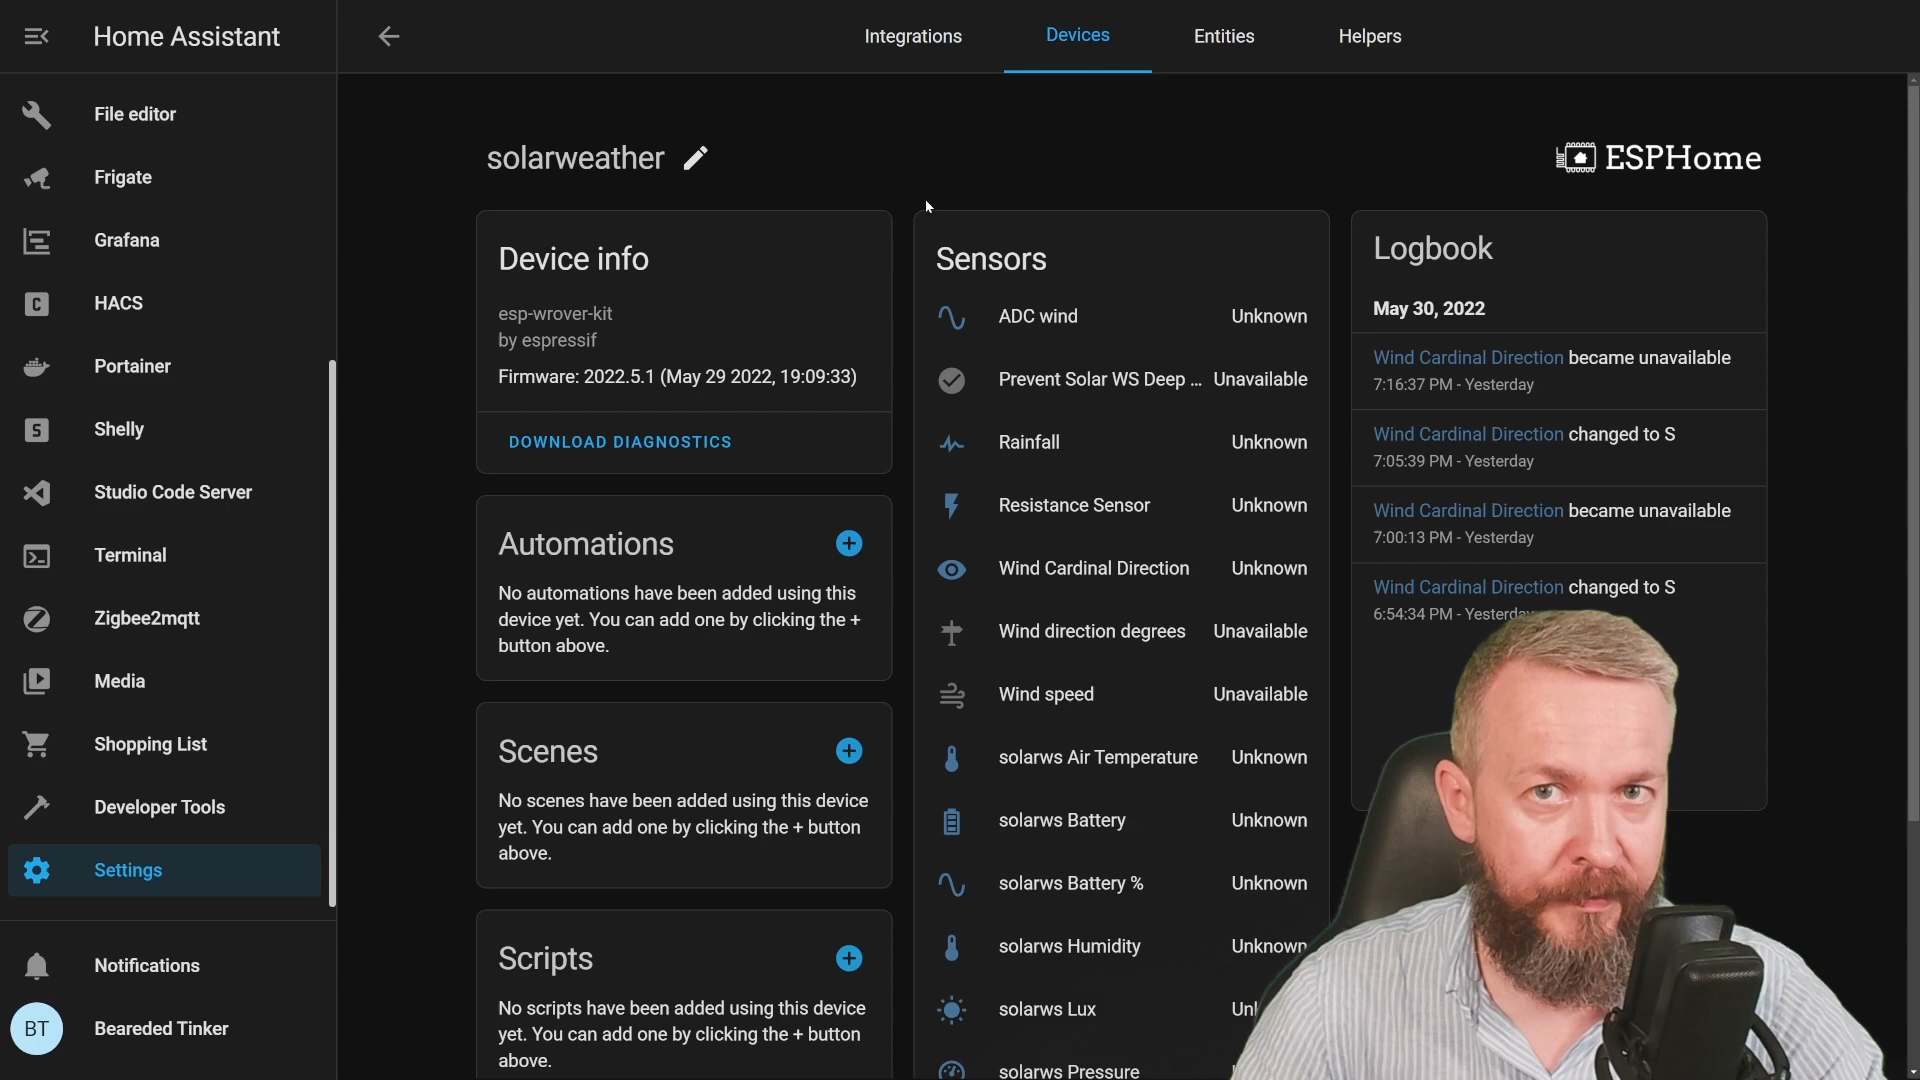 Home Assistant
File editor
Frigate
Grafana
C
HACS
Portainer
S
Shelly
Studio Code Server
Terminal
Zigbee2mqtt
Media
Shopping List
Developer Tools
Settings
Notifications
BT
Beareded Tinker
Integrations
Devices
Entities
Helpers
solarweather
ESPHome
Device info
esp-wrover-kit
by espressif
Firmware: 2022.5.1 (May 29 2022, 19:09:33)
DOWNLOAD DIAGNOSTICS
Automations
No automations have been added using this
device yet. You can add one by clicking the +
button above.
Scenes
No scenes have been added using this device
yet. You can add one by clicking the + button
above.
Scripts
No scripts have been added using this device
yet. You can add one by clicking the + button
above.
Sensors
ADC wind Unknown
Prevent Solar WS Deep ... Unavailable
Rainfall Unknown
Resistance Sensor Unknown
Wind Cardinal Direction Unknown
Wind direction degrees Unavailable
Wind speed Unavailable
solarws Air Temperature Unknown
solarws Battery Unknown
solarws Battery % Unknown
solarws Humidity Unknown
solarws Lux
solarws Pressure
Logbook
May 30, 2022
Wind Cardinal Direction became unavailable
7:16:37 PM - Yesterday
Wind Cardinal Direction changed to S
7:05:39 PM - Yesterday
Wind Cardinal Direction became unavailable
7:00:13 PM - Yesterday
Wind Cardinal Direction changed to S
6:54:34 PM - Yesterday